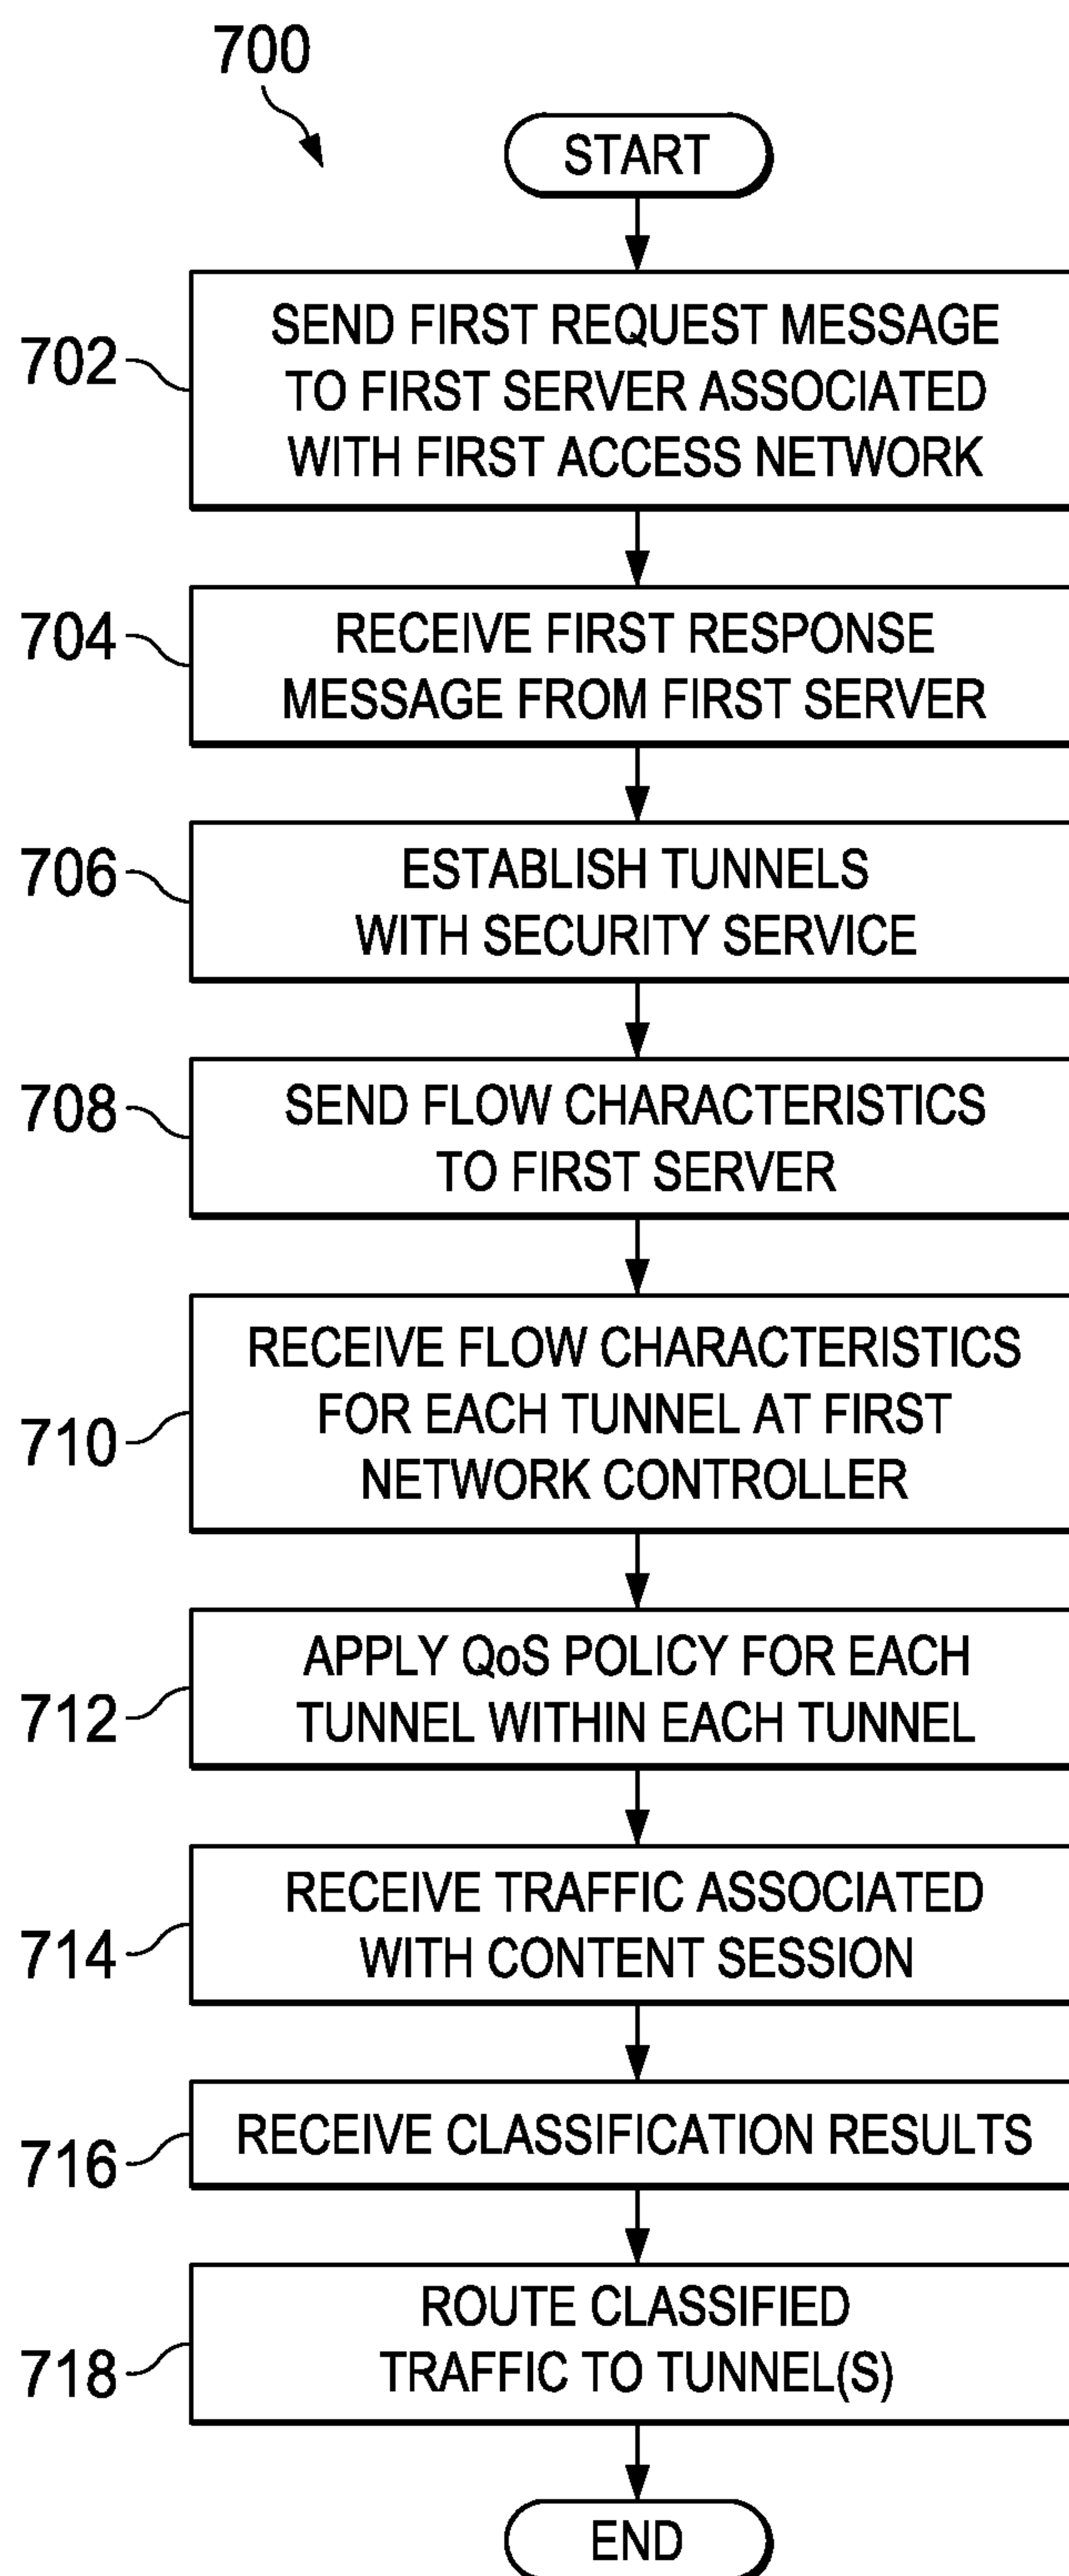 700
START
702
SEND FIRST REQUEST MESSAGE
TO FIRST SERVER ASSOCIATED
WITH FIRST ACCESS NETWORK
704
RECEIVE FIRST RESPONSE
MESSAGE FROM FIRST SERVER
706
ESTABLISH TUNNELS
WITH SECURITY SERVICE
708
SEND FLOW CHARACTERISTICS
TO FIRST SERVER
710
RECEIVE FLOW CHARACTERISTICS
FOR EACH TUNNEL AT FIRST
NETWORK CONTROLLER
712
APPLY QoS POLICY FOR EACH
TUNNEL WITHIN EACH TUNNEL
714
RECEIVE TRAFFIC ASSOCIATED
WITH CONTENT SESSION
716
RECEIVE CLASSIFICATION RESULTS
718
ROUTE CLASSIFIED
TRAFFIC TO TUNNEL(S)
END